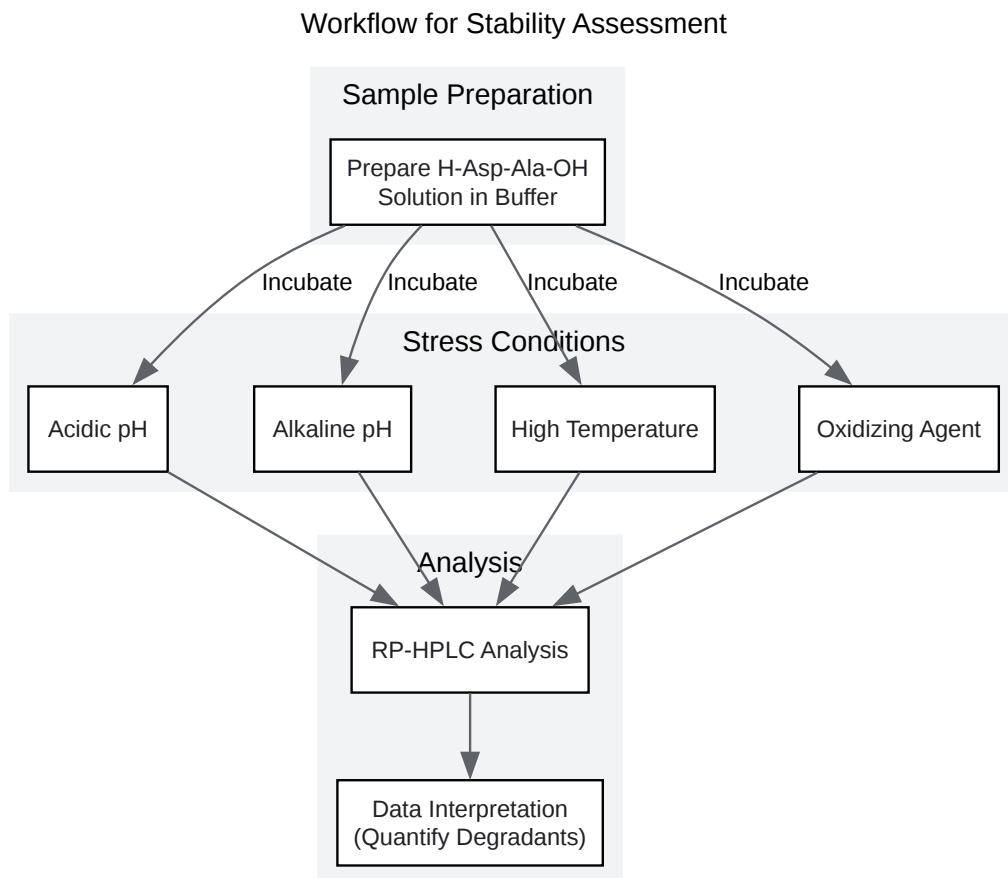 Workflow for Stability Assessment
Sample Preparation
Prepare H-Asp-Ala-OH
Solution in Buffer
Incubate
Incubate
Incubate
Incubate
Stress Conditions
Acidic pH
Alkaline pH
High Temperature
Oxidizing Agent
Analysis
RP-HPLC Analysis
Data Interpretation
(Quantify Degradants)